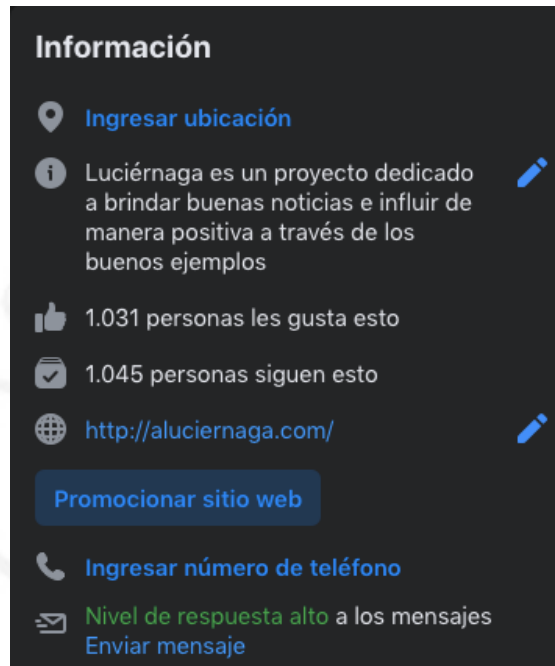 Información
Ingresar ubicación
Luciérnaga es un proyecto dedicado
a brindar buenas noticias e influir de
manera positiva a través de los
buenos ejemplos
1.031 personas les gusta esto
1.045 personas siguen esto
http://aluciernaga.com/
Promocionar sitio web
Ingresar número de teléfono
Nivel de respuesta alto a los mensajes
Enviar mensaje